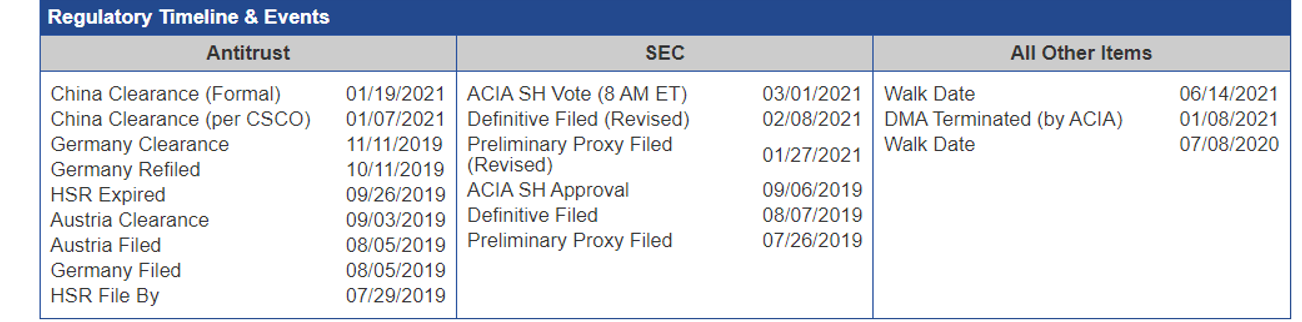 Regulatory Timeline & Events
Antitrust
SEC
All Other Items
China Clearance (Formal) 01/19/2021
China Clearance (per CSCO) 01/07/2021
Germany Clearance 11/11/2019
Germany Refiled 10/11/2019
HSR Expired 09/26/2019
Austria Clearance 09/03/2019
Austria Filed 08/05/2019
Germany Filed 08/05/2019
HSR File By 07/29/2019
ACIA SH Vote (8 AM ET) 03/01/2021
Definitive Filed (Revised) 02/08/2021
Preliminary Proxy Filed
(Revised) 01/27/2021
ACIA SH Approval 09/06/2019
Definitive Filed 08/07/2019
Preliminary Proxy Filed 07/26/2019
Walk Date 06/14/2021
DMA Terminated (by ACIA) 01/08/2021
Walk Date 07/08/2020